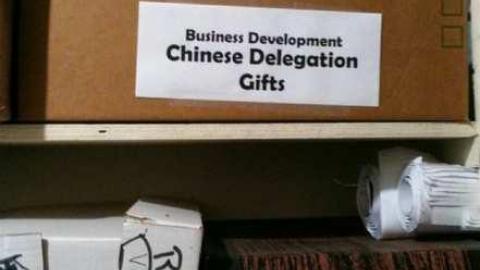 Business Development
Chinese Delegation
Gifts
R